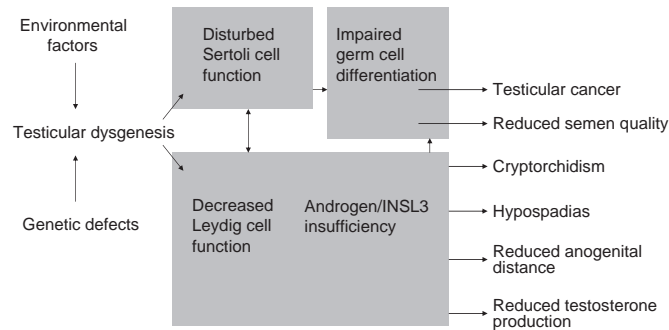 Environmental
factors
Testicular dysgenesis
Genetic defects
Disturbed
Sertoli cell
function
Impaired
germ cell
differentiation
Decreased
Leydig cell
function
Androgen/INSL3
insufficiency
Testicular cancer
Reduced semen quality
Cryptorchidism
Hypospadias
Reduced anogenital
distance
Reduced testosterone
production